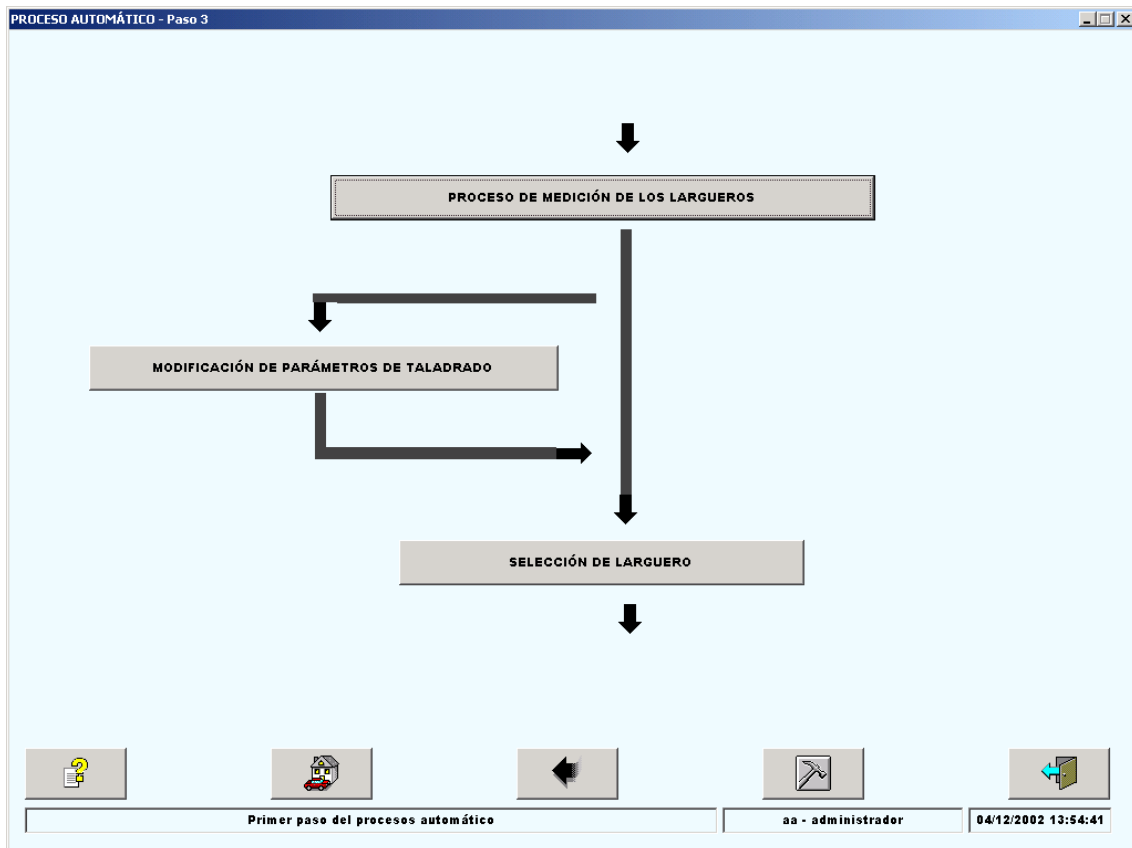 PROCESO AUTOMÁTICO - Paso 3
PROCESO DE MEDICIÓN DE LOS LARGUEROS
MODIFICACIÓN DE PARÁMETROS DE TALADRADO
SELECCIÓN DE LARGUERO
Primer paso del procesos automático
aa - administrador
04/12/2002 13:54:41